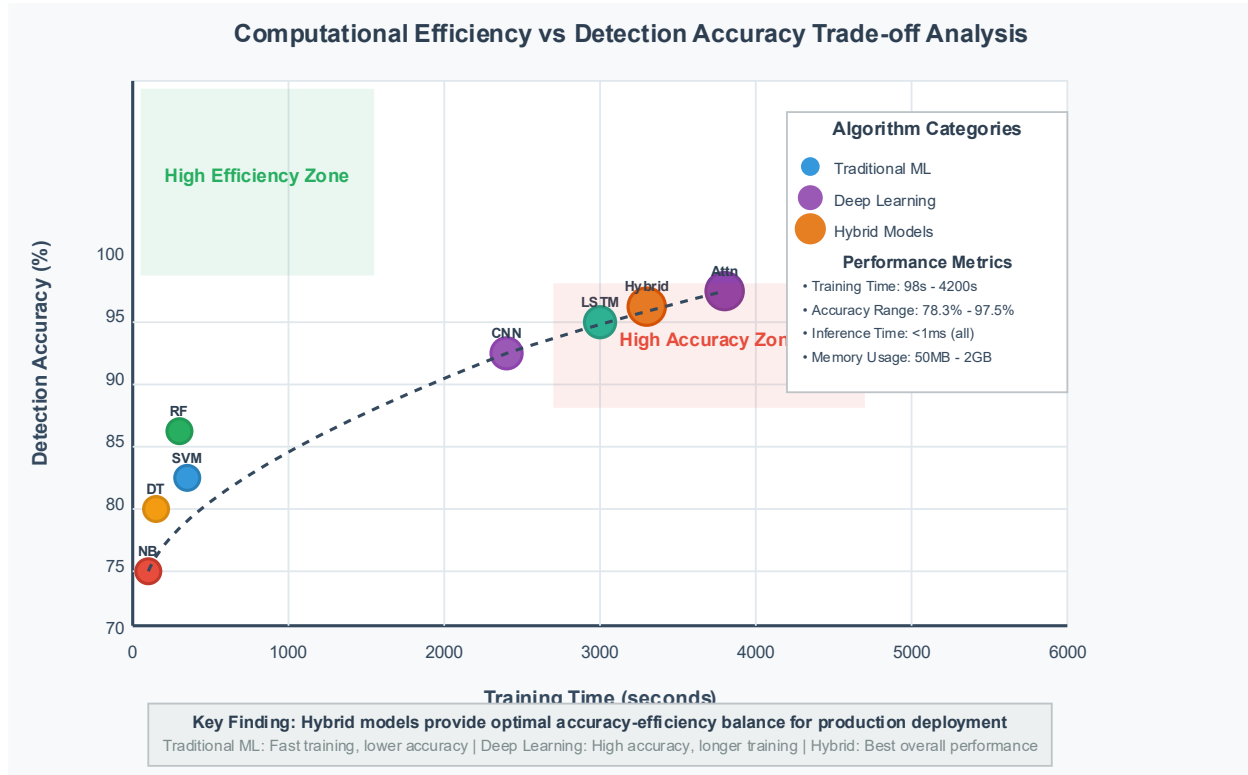 Computational Efficiency vs Detection Accuracy Trade-off Analysis
High Efficiency Zone
Algorithm Categories
Traditional ML
Deep Learning
Hybrid Models
Performance Metrics
• Training Time: 98s - 4200s
• Accuracy Range: 78.3% - 97.5%
• Inference Time: <1ms (all)
• Memory Usage: 50MB - 2GB
Detection Accuracy (%)
100
95
90
85
80
75
70
Attn
Hybrid
LSTM
CNN
High Accuracy Zon
RF
SVM
DT
NB
0 1000 2000 3000 4000 5000 6000
Training Time (seconds)
Key Finding: Hybrid models provide optimal accuracy-efficiency balance for production deployment
Traditional ML: Fast training, lower accuracy | Deep Learning: High accuracy, longer training | Hybrid: Best overall performance